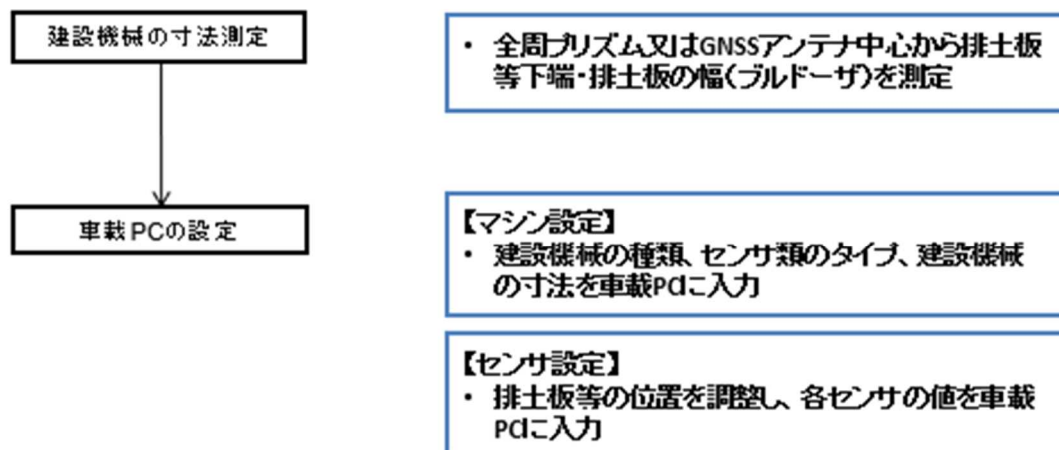 建設機械の寸法測定
・ 全周プリズム又はGNSSアンテナ中心から排土板
等下端・排土板の幅(ブルドーザ)を測定
車載PCの設定
【マシン設定】
・ 建設機械の種類、センサ類のタイプ、建設機械
の寸法を車載PCに入力
【センサ設定】
・ 排土板等の位置を調整し、各センサの値を車載
PCに入力